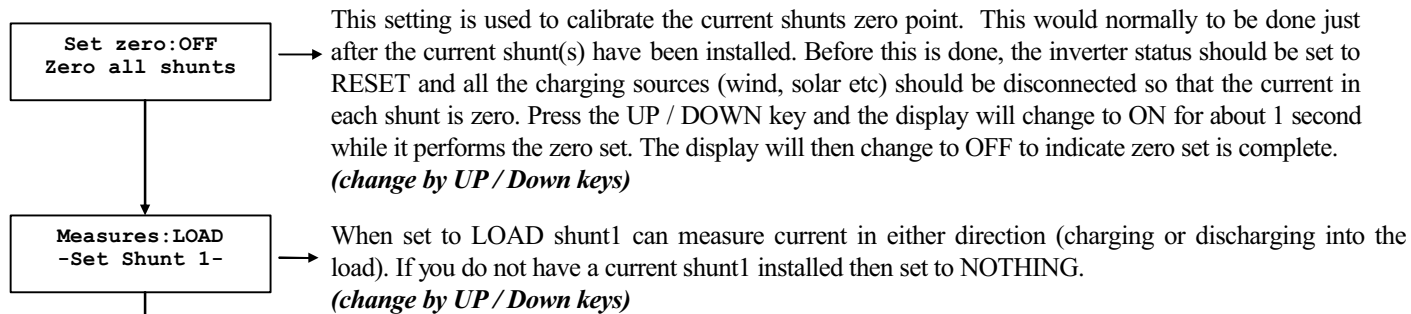 Set zero:OFF
Zero all shunts
This setting is used to calibrate the current shunts zero point.  This would normally to be done just
after the current shunt(s) have been installed. Before this is done, the inverter status should be set to
RESET and all the charging sources (wind, solar etc) should be disconnected so that the current in
each shunt is zero. Press the UP / DOWN key and the display will change to ON for about 1 second
while it performs the zero set. The display will then change to OFF to indicate zero set is complete.
(change by UP / Down keys)
Measures:LOAD
-Set Shunt 1-
When set to LOAD shunt1 can measure current in either direction (charging or discharging into the
load). If you do not have a current shunt1 installed then set to NOTHING.
(change by UP / Down keys)